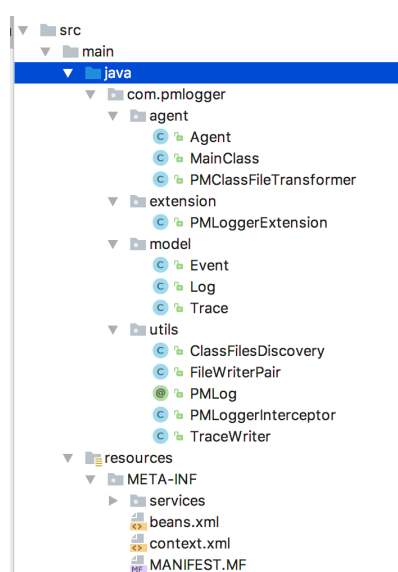 src
main
java
com.pmlogger
agent
C Agent
C MainClass
C PMClassFileTransformer
extension
C PMLoggerExtension
model
C Event
C Log
C Trace
utils
C ClassFilesDiscovery
C FileWriterPair
@ PMLog
C PMLoggerInterceptor
C TraceWriter
resources
META-INF
services
<> beans.xml
<> context.xml
MF MANIFEST.MF